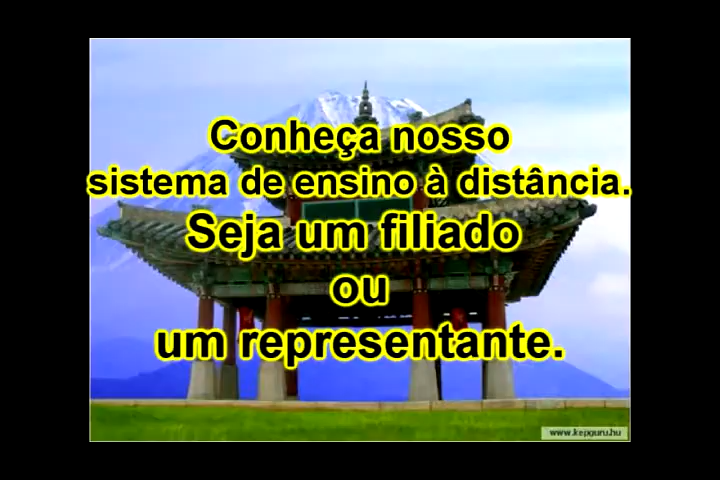 Conheça nosso
sistema de ensino à distância.
Seja um filiado
ou
um representante.
www.kepguru.hu